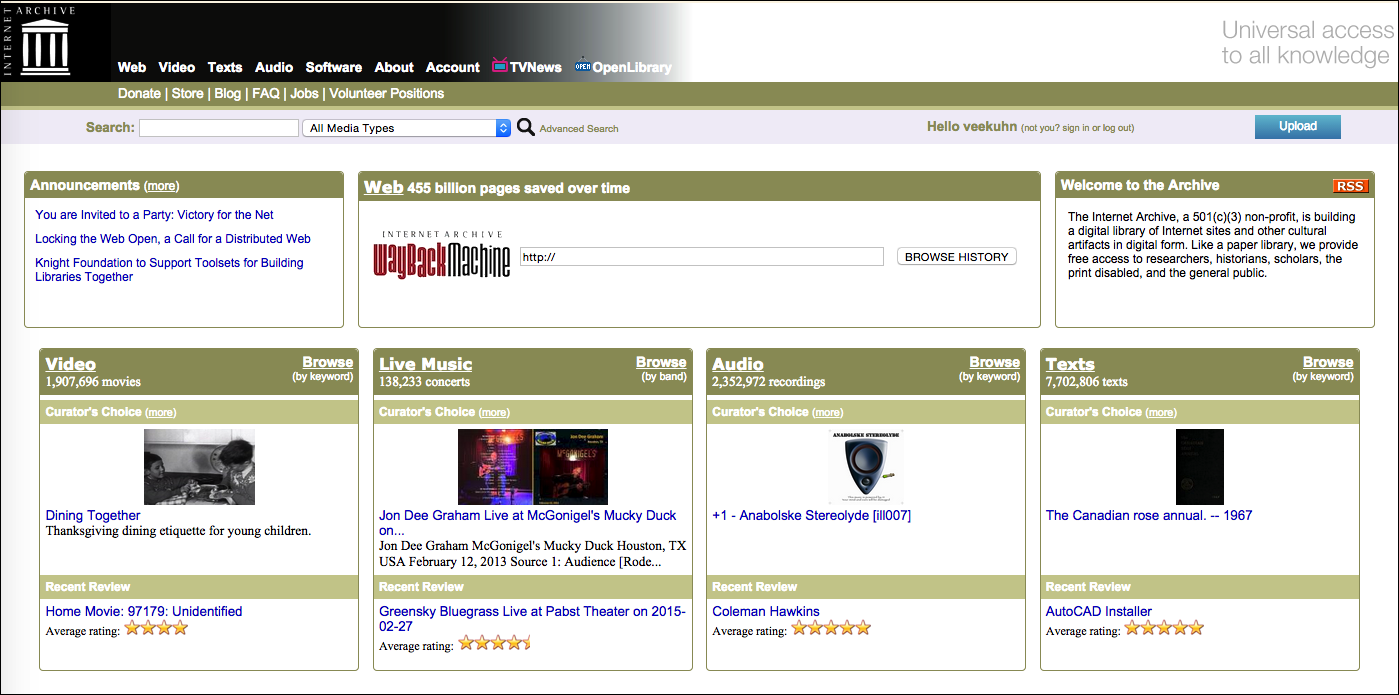 INTERNET ARCHIVE
Universal access
to all knowledge
Web Video Texts Audio Software About Account TVNews OPEN OpenLibrary
Donate | Store | Blog | FAQ | Jobs | Volunteer Positions
Search: All Media Types Advanced Search Hello veekuhn (not you? sign in or log out) Upload
Announcements (more)
You are Invited to a Party: Victory for the Net
Locking the Web Open, a Call for a Distributed Web
Knight Foundation to Support Toolsets for Building
Libraries Together
Web 455 billion pages saved over time
INTERNET ARCHIVE
WayBackMachine
http:// BROWSE HISTORY
Welcome to the Archive RSS
The Internet Archive, a 501(c)(3) non-profit, is building
a digital library of Internet sites and other cultural
artifacts in digital form. Like a paper library, we provide
free access to researchers, historians, scholars, the
print disabled, and the general public.
Video Browse
1,907,696 movies (by keyword)
Curator's Choice (more)
Dining Together
Thanksgiving dining etiquette for young children.
Recent Review
Home Movie: 97179: Unidentified
Average rating:
Live Music Browse
138,233 concerts (by band)
Curator's Choice (more)
Jon Dee Graham
McGONIGEL'S
Jon Dee Graham Live at McGonigel's Mucky Duck
on...
Jon Dee Graham McGonigel's Mucky Duck Houston, TX
USA February 12, 2013 Source 1: Audience [Rode...
Recent Review
Greensky Bluegrass Live at Pabst Theater on 2015-
02-27
Average rating:
Audio Browse
2,352,972 recordings (by keyword)
Curator's Choice (more)
ANABOLSKE STEREOLYDE
+1 - Anabolske Stereolyde [ill007]
Recent Review
Coleman Hawkins
Average rating:
Texts Browse
7,702,806 texts (by keyword)
Curator's Choice (more)
The Canadian rose annual. -- 1967
Recent Review
AutoCAD Installer
Average rating: